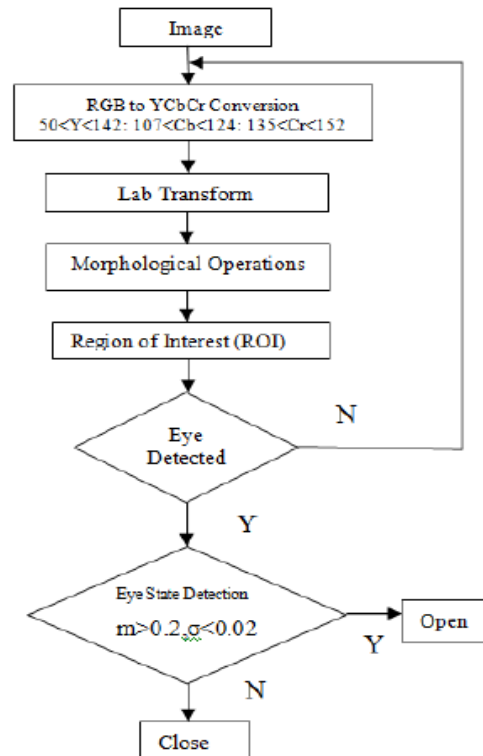 Image
RGB to YCbCr Conversion
50<Y<142: 107<Cb<124: 135<Cr<152
Lab Transform
Morphological Operations
Region of Interest (ROI)
N
Eye
Detected
Y
Eye State Detection
m>0.2,σ<0.02
Open
Y
N
Close